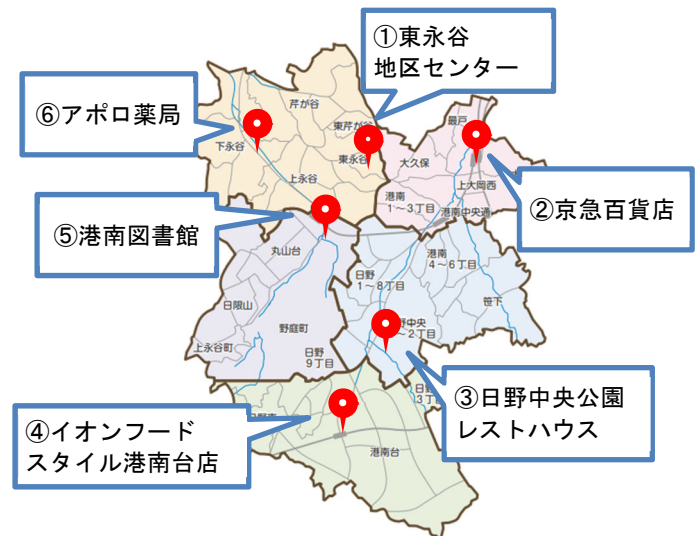 ①東永谷
地区センター
⑥アポロ薬局
②京急百貨店
⑤港南図書館
③日野中央公園
レストハウス
④イオンフード
スタイル港南台店
芹が谷
東芹が谷
下永谷
東永谷
上永谷
最戸
大久保
上大岡西
港南
1～3丁目
港南中央通
丸山台
日野
1～8丁目
港南
4～6丁目
笹下
日限山
野庭町
上永谷町
日野
9丁目
野中央
～2丁目
3丁目
港南台